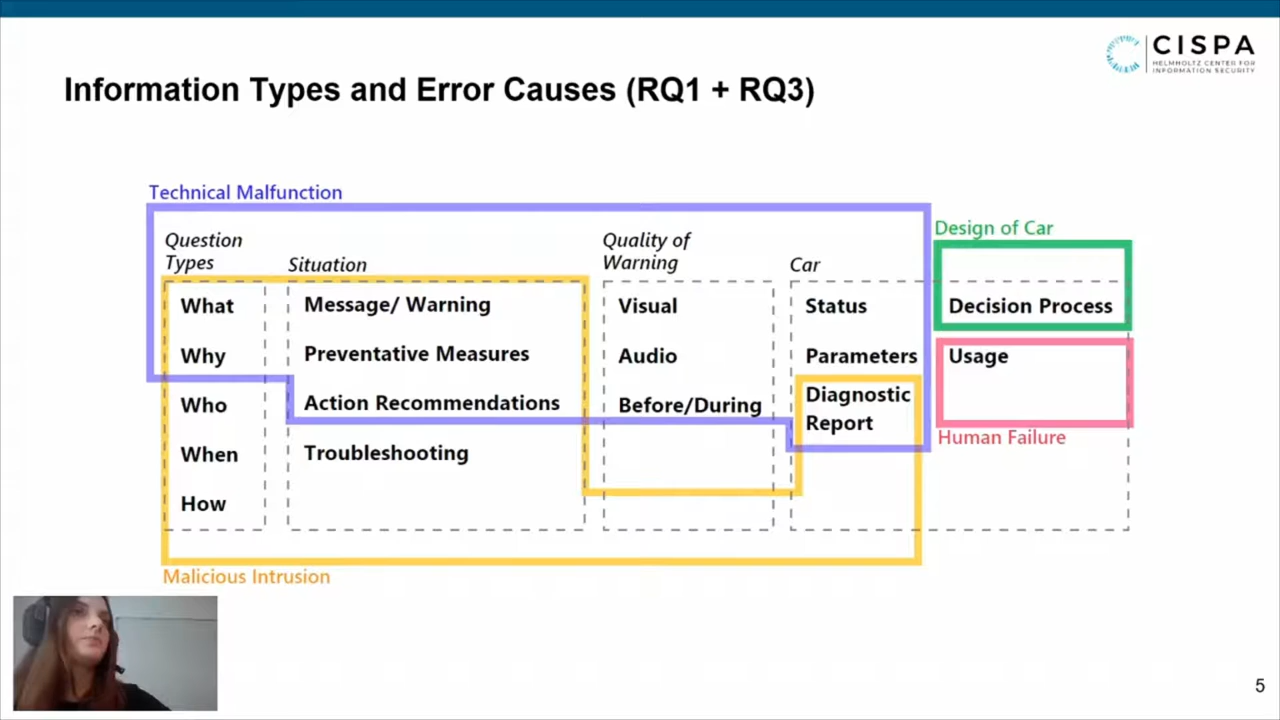 CISPA
HELMHOLTZ CENTER FOR
INFORMATION SECURITY
Information Types and Error Causes (RQ1 + RQ3)
Technical Malfunction
Question
Types
Situation
Quality of
Warning
Car
Design of Car
What
Message/ Warning
Visual
Status
Decision Process
Why
Preventative Measures
Audio
Parameters
Usage
Who
Action Recommendations
Before/During
Diagnostic
Report
Human Failure
When
Troubleshooting
How
Malicious Intrusion
5